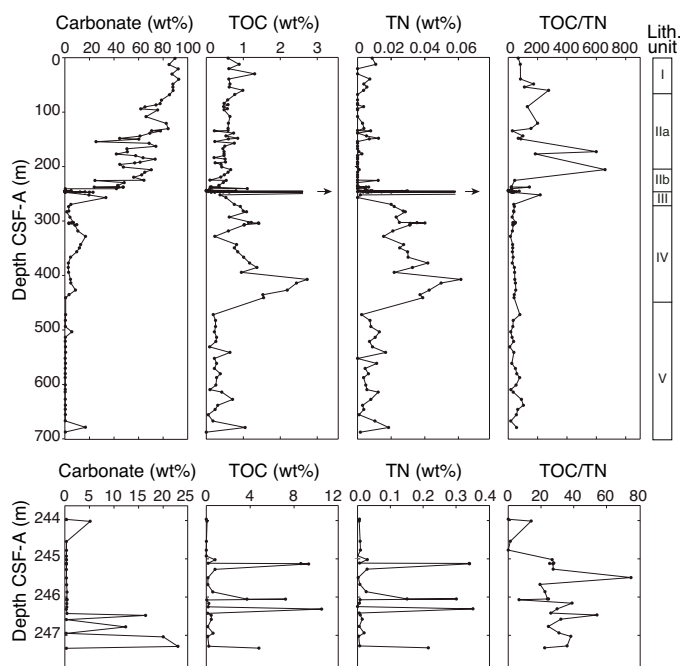 Carbonate (wt%) TOC (wt%) TN (wt%) TOC/TN
0 20 40 60 80 100 0 1 2 3 0 0.02 0.04 0.06 0 200 400 600 800
Lith. unit
Depth CSF-A (m)
0
100
200
300
400
500
600
700
I
IIa
IIb
III
IV
V
Carbonate (wt%) TOC (wt%) TN (wt%) TOC/TN
0 5 10 15 20 25 0 4 8 12 0.0 0.1 0.2 0.3 0.4 0 20 40 60 80
Depth CSF-A (m)
244
245
246
247